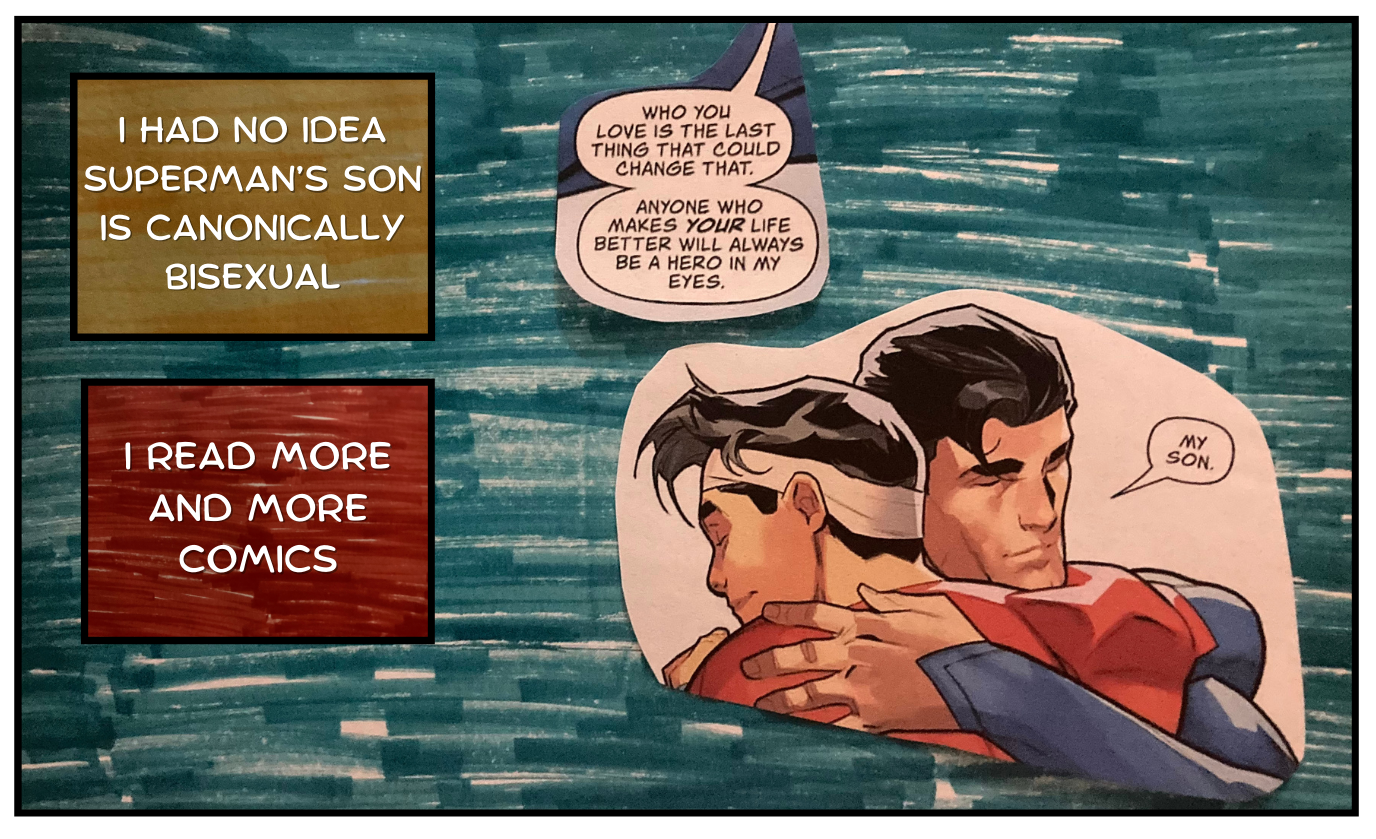 I HAD NO IDEA
SUPERMAN'S SON
IS CANONICALLY
BISEXUAL
I READ MORE
AND MORE
COMICS
WHO YOU
LOVE IS THE LAST
THING THAT COULD
CHANGE THAT.
ANYONE WHO
MAKES YOUR LIFE
BETTER WILL ALWAYS
BE A HERO IN MY
EYES.
MY
SON.